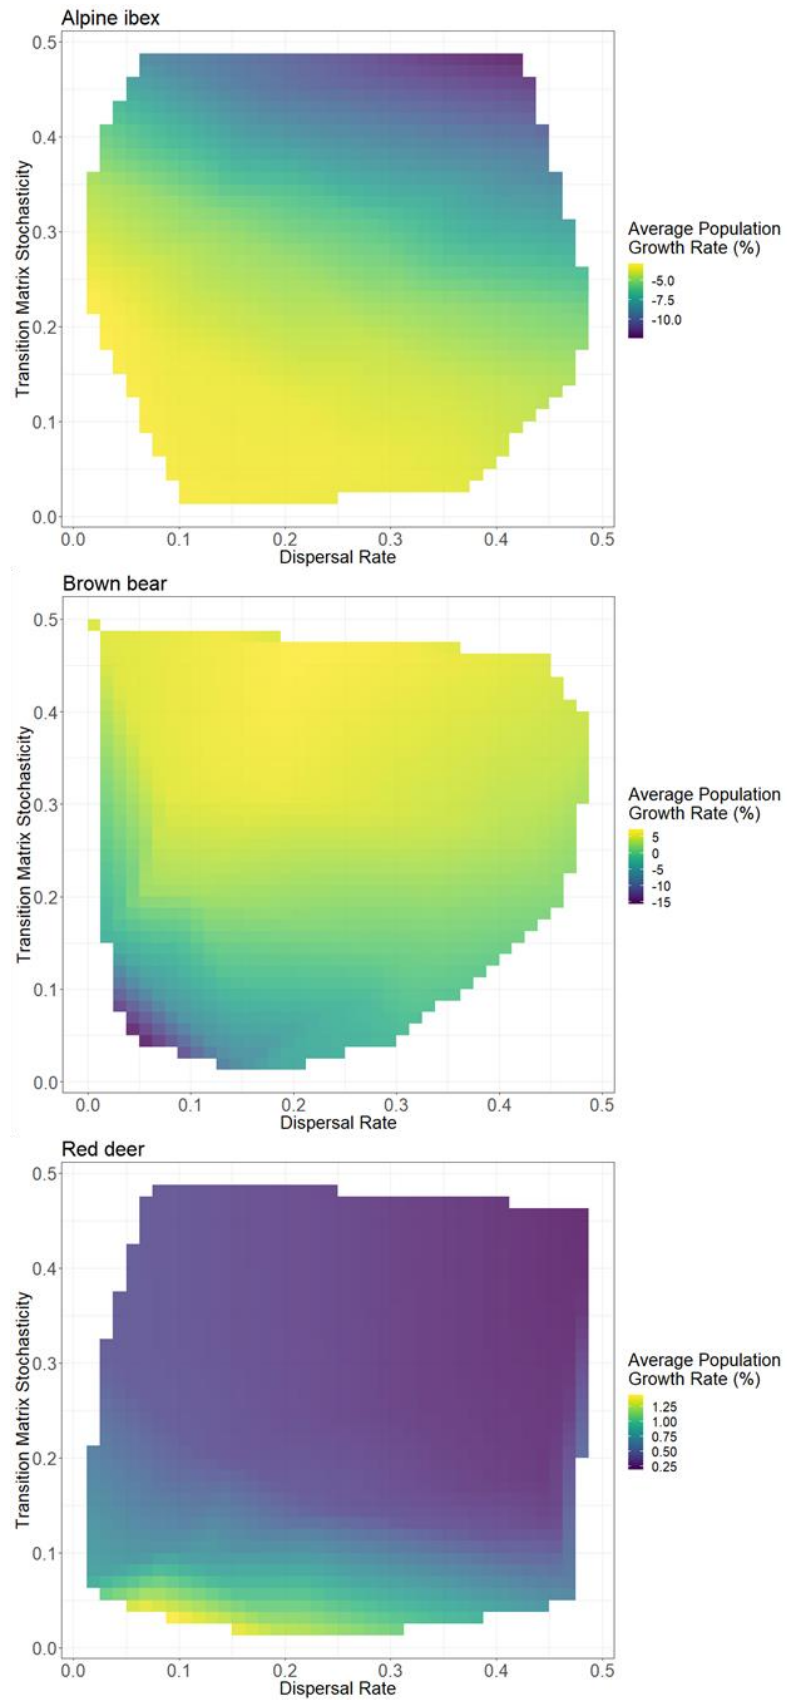 Alpine ibex
0.5
0.4
0.3
0.2
0.1
0.0
Transition Matrix Stochasticity
0.0 0.1 0.2 0.3 0.4 0.5
Dispersal Rate
Average Population
Growth Rate (%)
-5.0
-7.5
-10.0
Brown bear
0.5
0.4
0.3
0.2
0.1
0.0
Transition Matrix Stochasticity
0.0 0.1 0.2 0.3 0.4 0.5
Dispersal Rate
Average Population
Growth Rate (%)
5
0
-5
-10
-15
Red deer
0.5
0.4
0.3
0.2
0.1
0.0
Transition Matrix Stochasticity
0.0 0.1 0.2 0.3 0.4 0.5
Dispersal Rate
Average Population
Growth Rate (%)
1.25
1.00
0.75
0.50
0.25